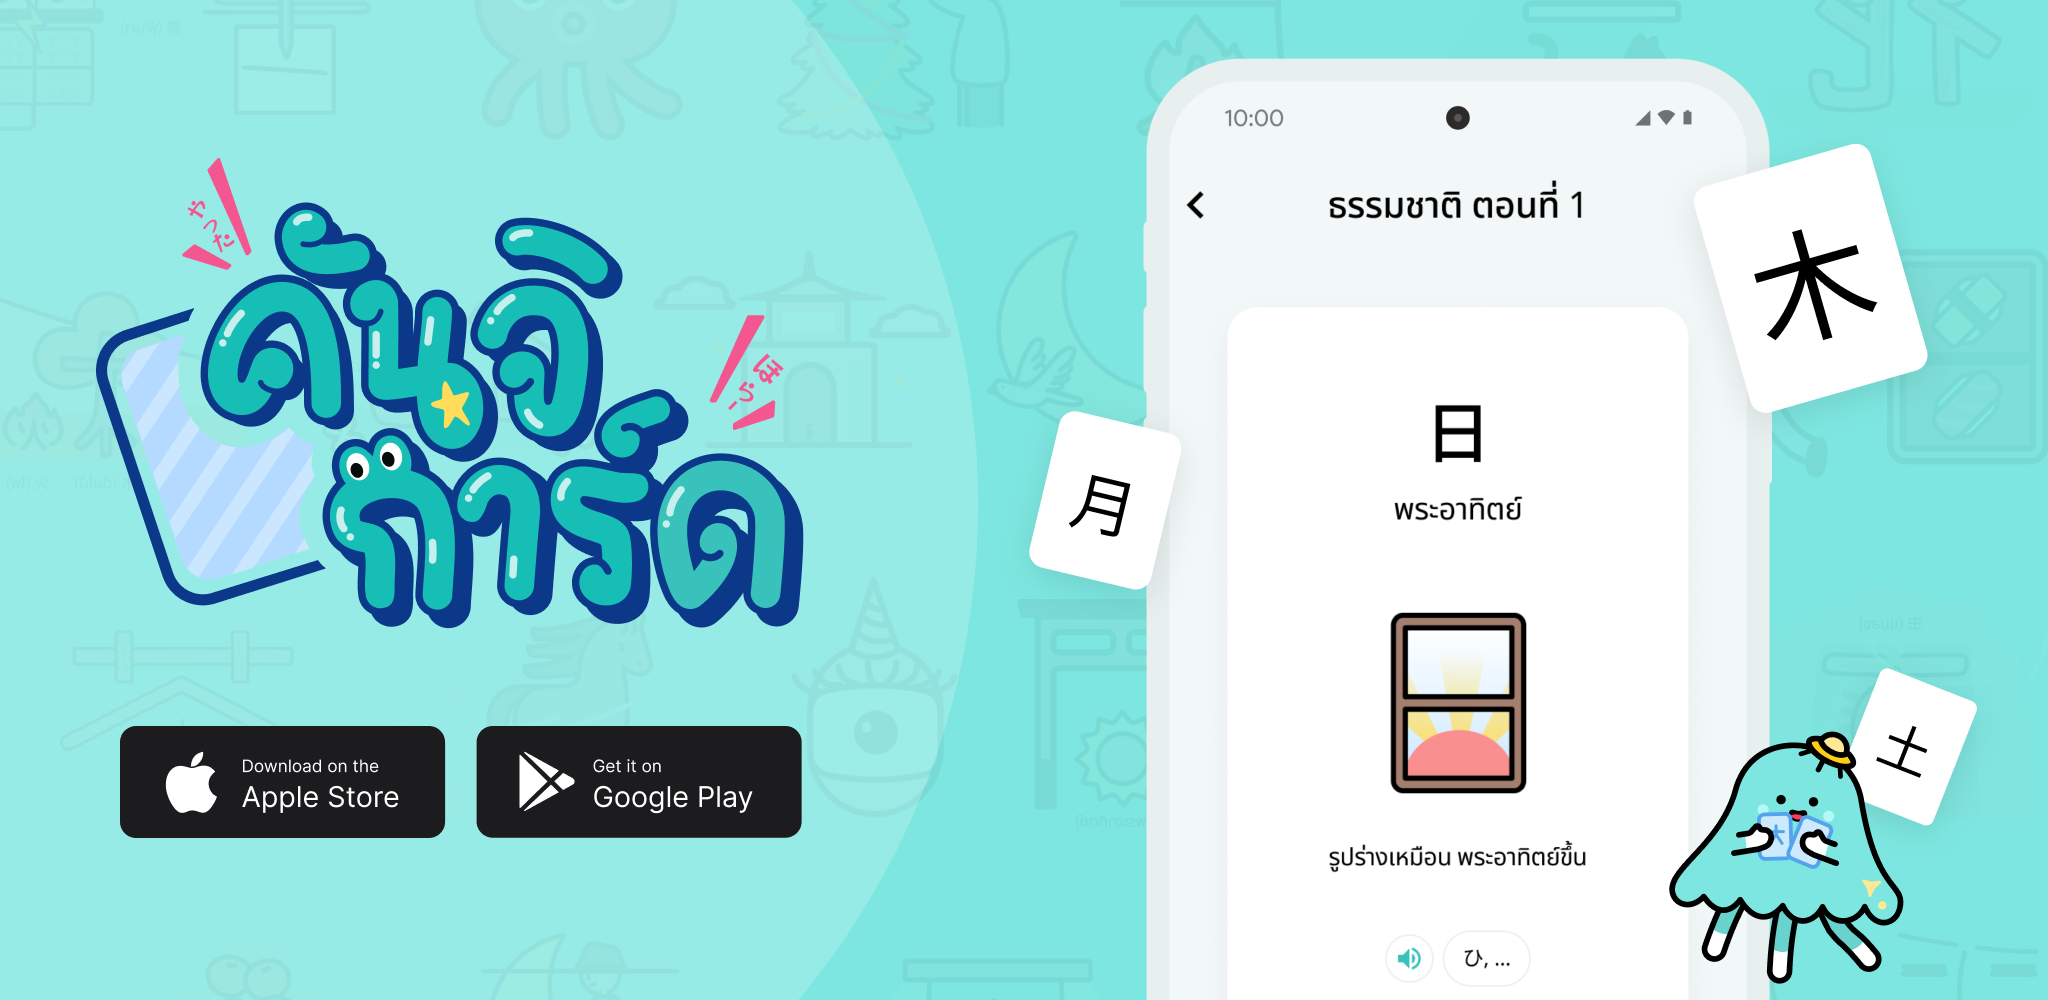 やった
คันจิ
ほら!
การ์ด
Download on the
Apple Store
Get it on
Google Play
10:00
ธรรมชาติ ตอนที่ 1
日
พระอาทิตย์
รูปร่างเหมือน พระอาทิตย์ขึ้น
ひ, ...
木
月
土
大